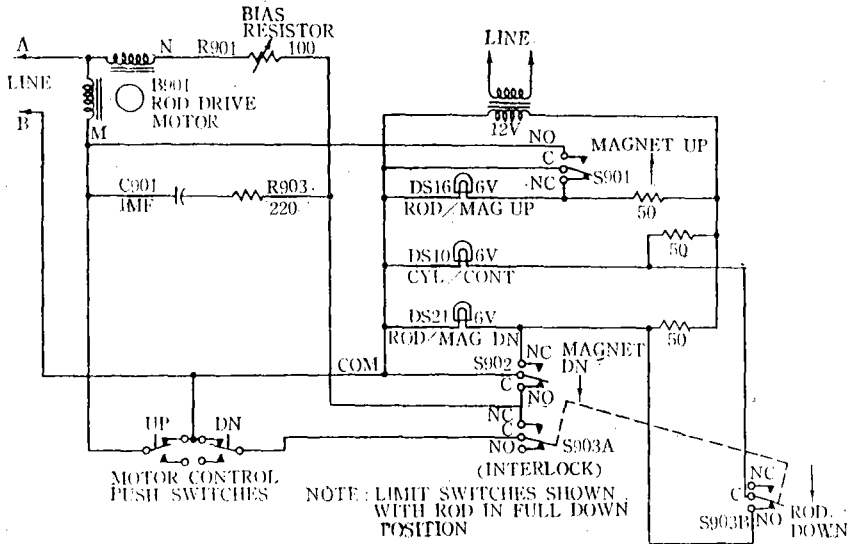 BIAS
RESISTOR
A
N
R901
100
LINE
LINE
B901
ROD DRIVE
MOTOR
B
M
12V
NO
MAGNET UP
C
NC
S901
C901
1MF
R903
220
DS16
6V
ROD/MAG UP
50
50
DS10
6V
CYL/CONT
DS21
6V
ROD/MAG DN
50
COM
NC
S902
C
NO
MAGNET
DN
UP
DN
NC
C
NO
S903A
(INTERLOCK)
MOTOR CONTROL
PUSH SWITCHES
NC
C
NO
S903B
ROD
DOWN
NOTE: LIMIT SWITCHES SHOWN
WITH ROD IN FULL DOWN
POSITION